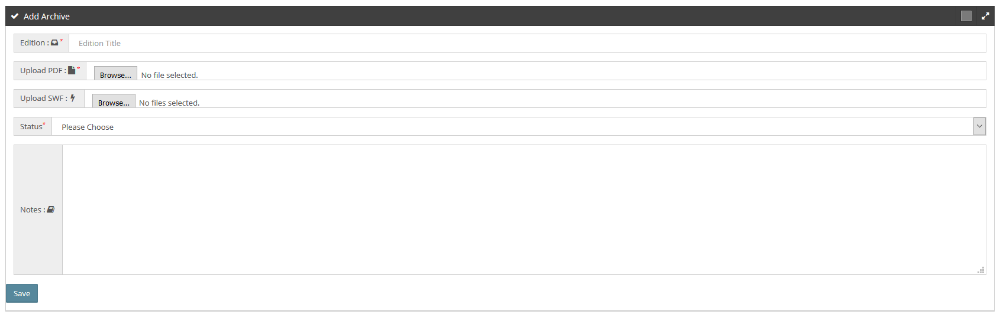 Add Archive
Edition : * Edition Title
Upload PDF : * Browse... No file selected.
Upload SWF : Browse... No files selected.
Status* Please Choose
Notes :
Save